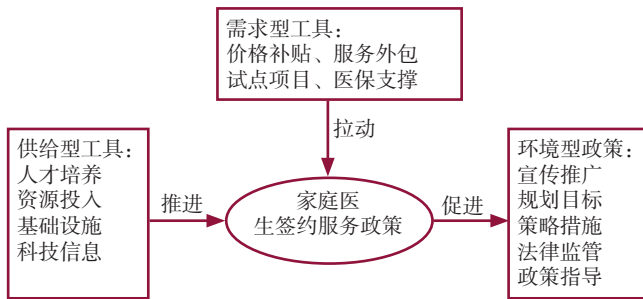 需求型工具：
价格补贴、服务外包
试点项目、医保支撑
拉动
供给型工具：
人才培养
资源投入
基础设施
科技信息
推进
家庭医
生签约服务政策
促进
环境型政策：
宣传推广
规划目标
策略措施
法律监管
政策指导